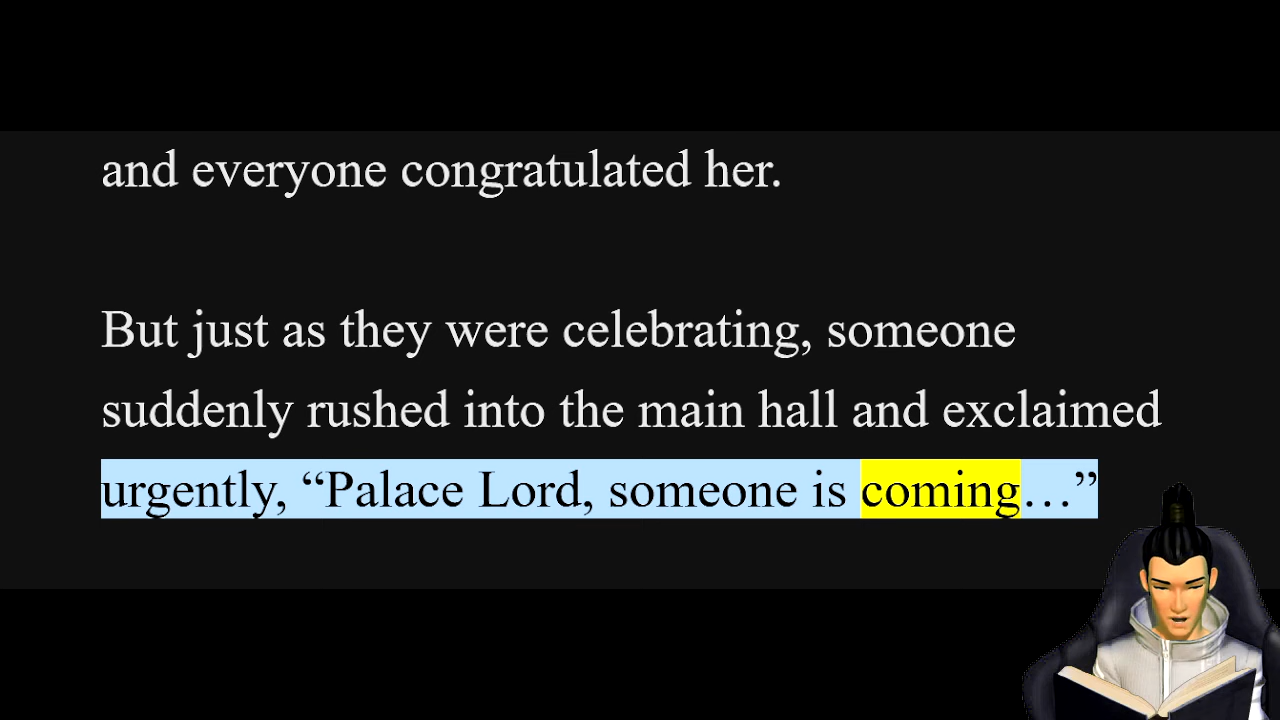 and everyone congratulated her.
But just as they were celebrating, someone
suddenly rushed into the main hall and exclaimed
urgently, “Palace Lord, someone is coming…”